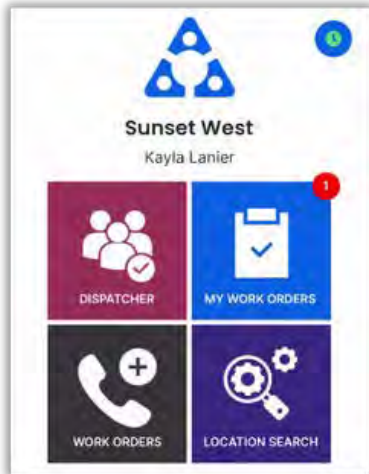 Sunset West
Kayla Lanier
1
DISPATCHER
MY WORK ORDERS
WORK ORDERS
LOCATION SEARCH